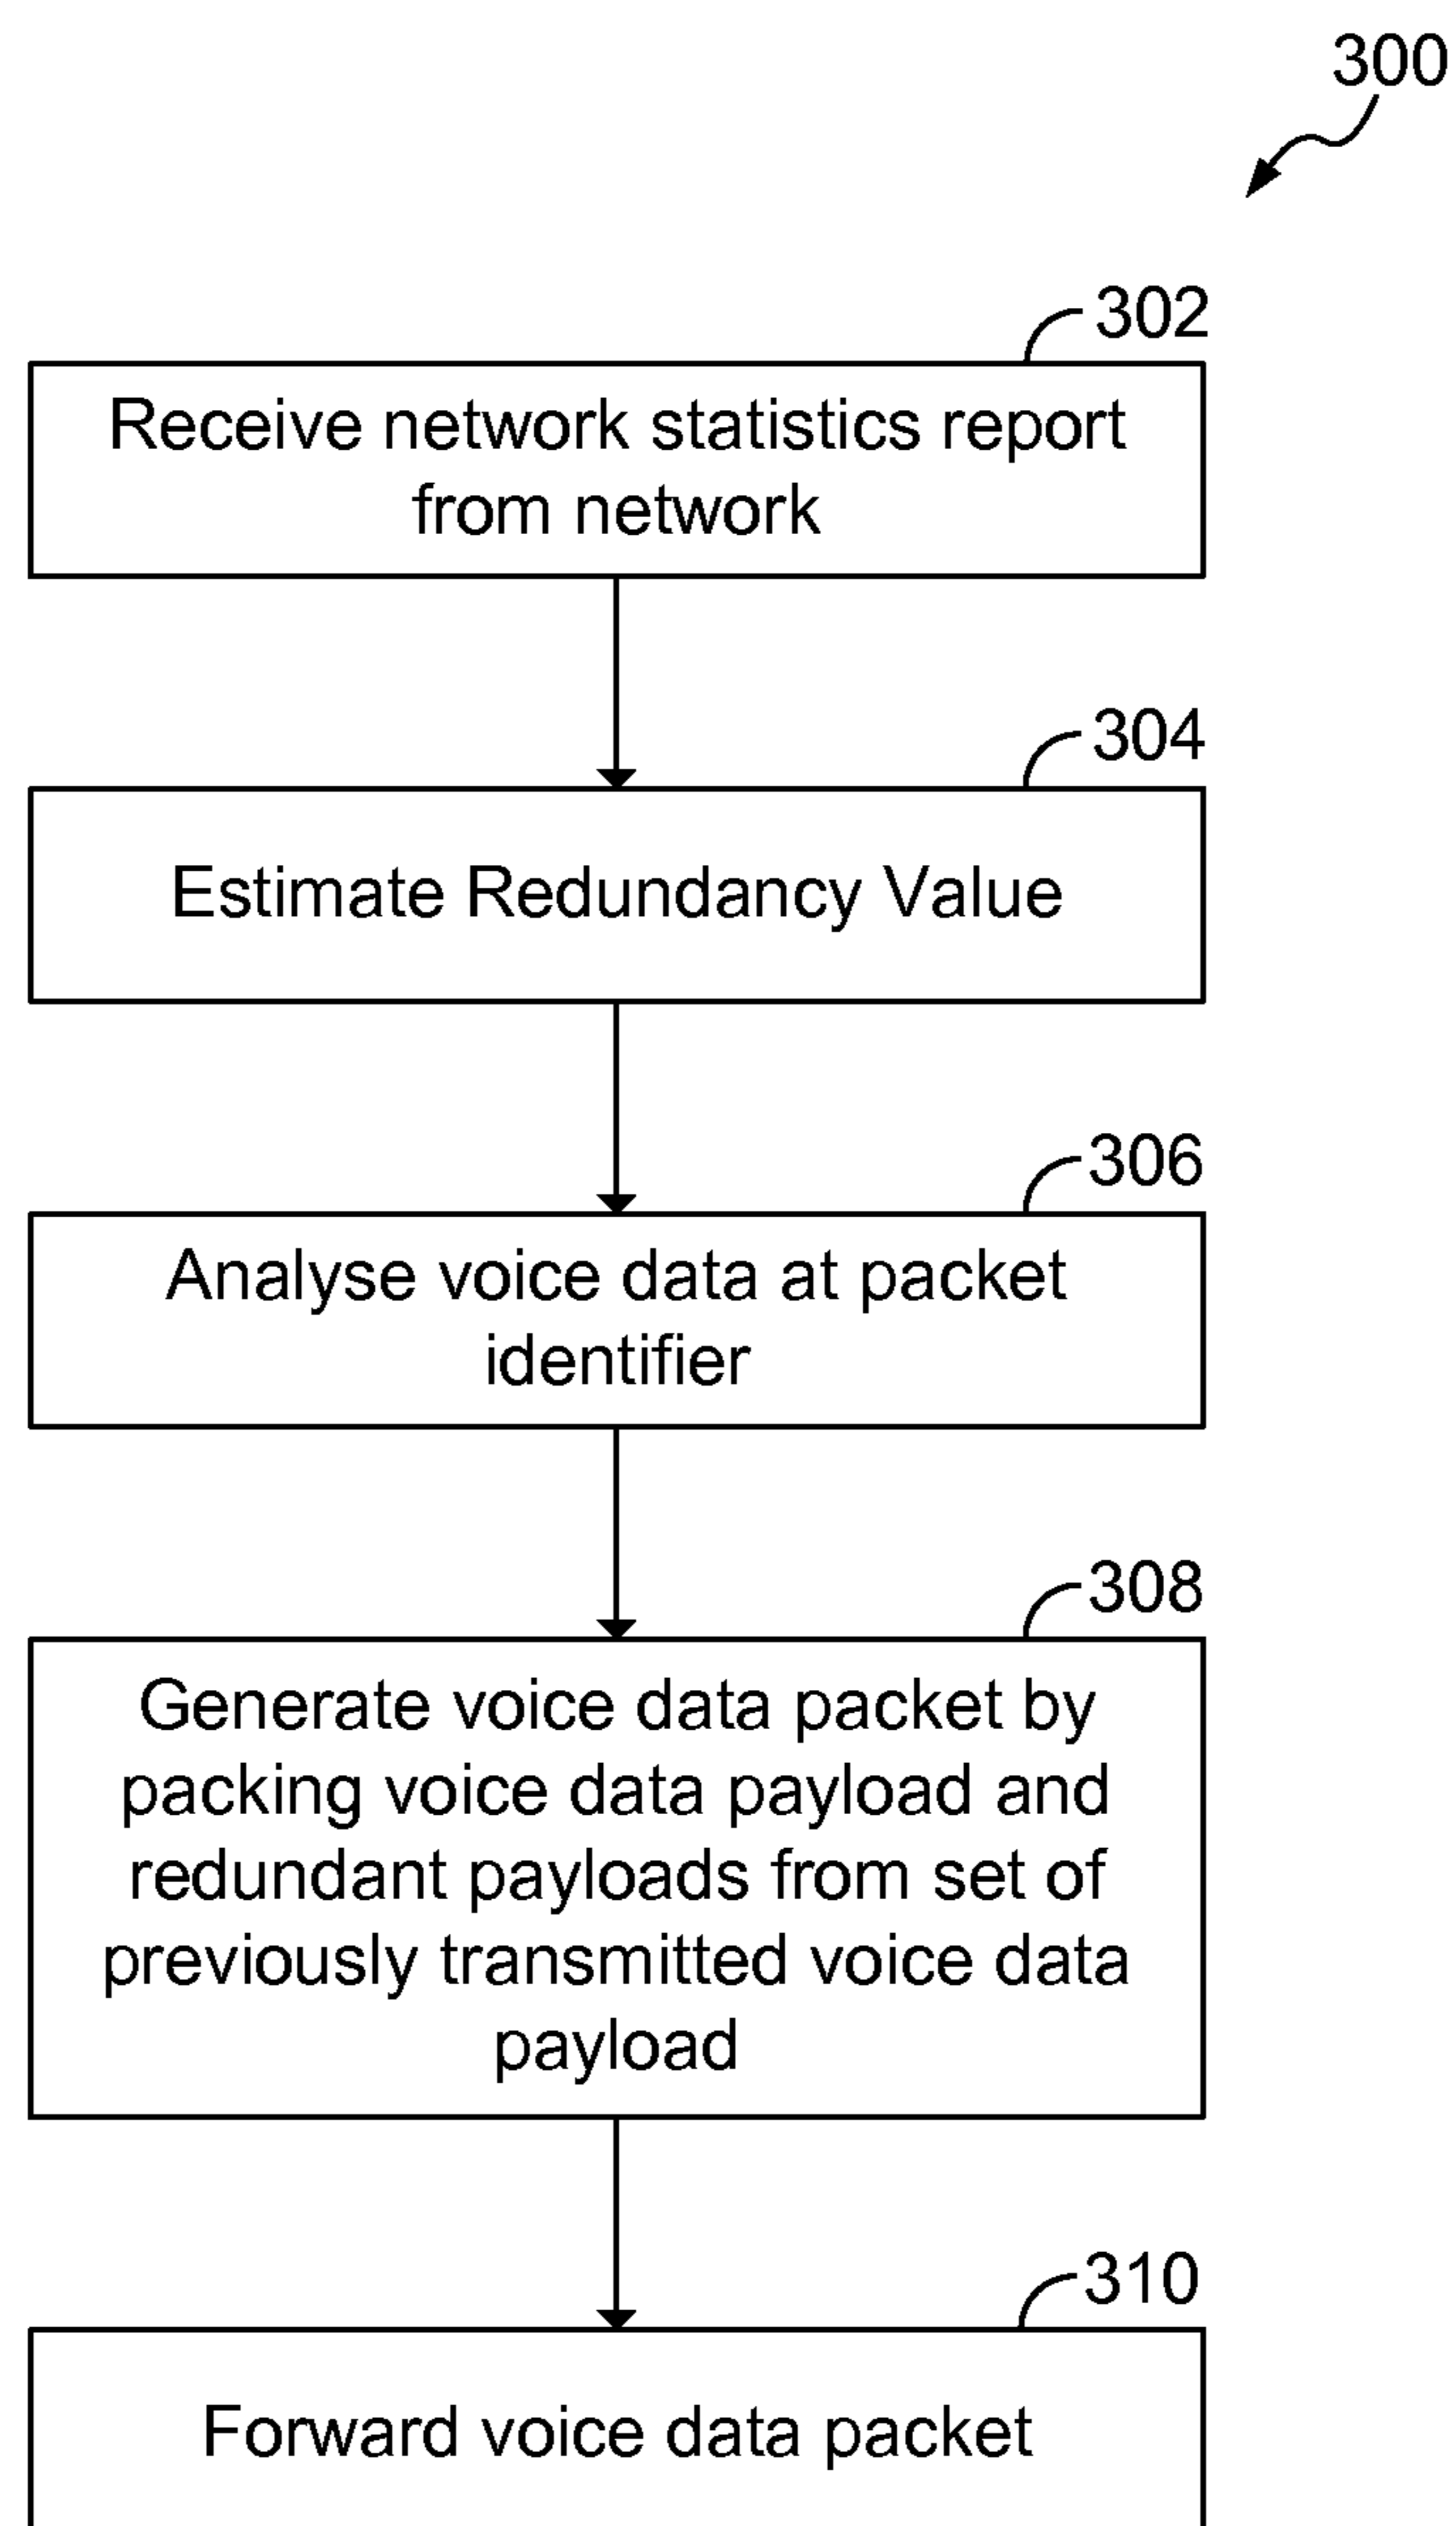 300
302
Receive network statistics report
from network
304
Estimate Redundancy Value
306
Analyse voice data at packet
identifier
308
Generate voice data packet by
packing voice data payload and
redundant payloads from set of
previously transmitted voice data
payload
310
Forward voice data packet